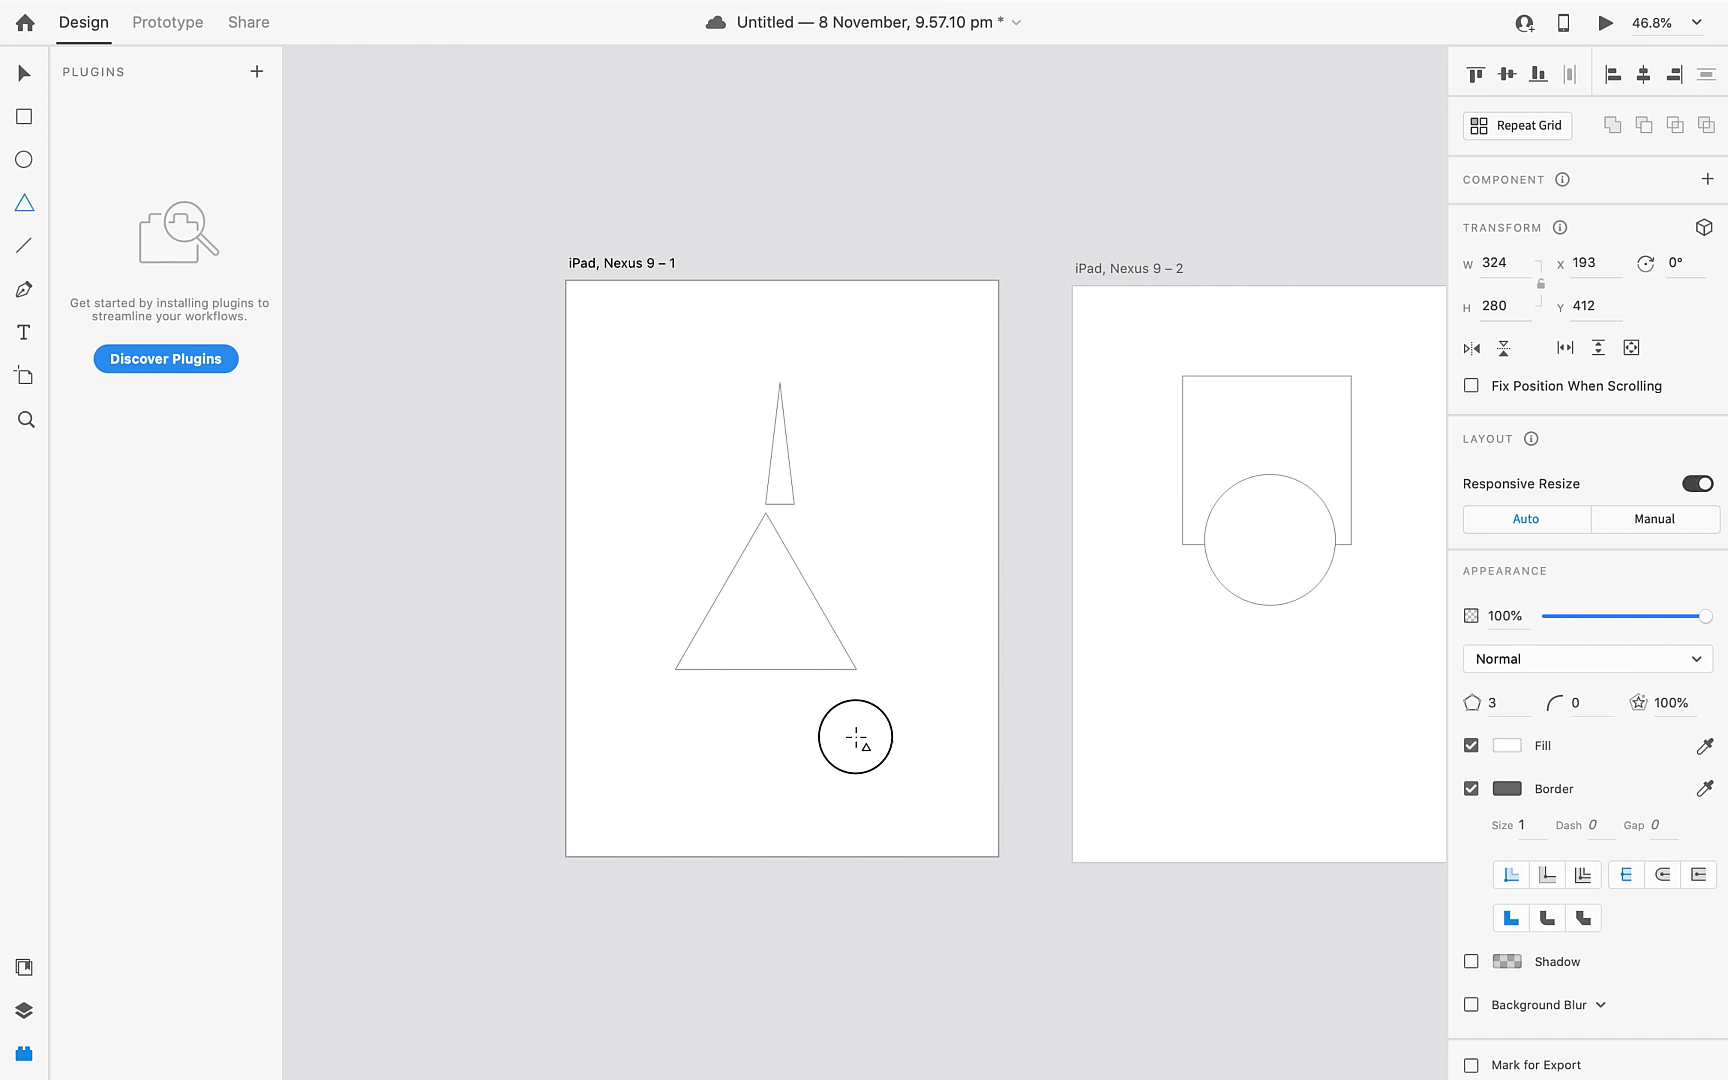 Design Prototype Share
Untitled — 8 November, 9.57.10 pm *
46.8%
PLUGINS
Get started by installing plugins to
streamline your workflows.
Discover Plugins
iPad, Nexus 9 – 1
iPad, Nexus 9 – 2
Repeat Grid
COMPONENT
TRANSFORM
W 324 X 193 0°
H 280 Y 412
Fix Position When Scrolling
LAYOUT
Responsive Resize
Auto Manual
APPEARANCE
100%
Normal
3 0 100%
Fill
Border
Size 1 Dash 0 Gap 0
Shadow
Background Blur
Mark for Export